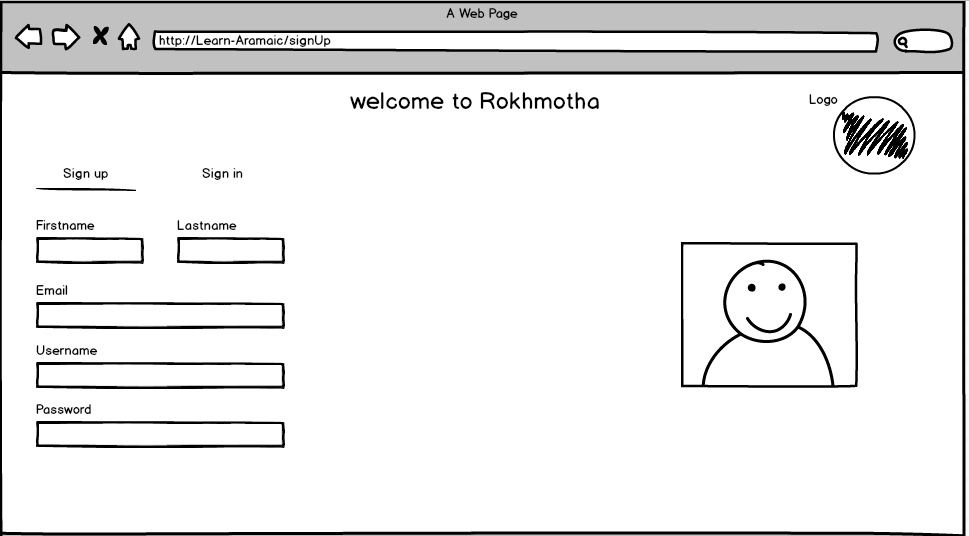 A Web Page
http://Learn-Aramaic/signUp
welcome to Rokhmotha
Logo
Sign up
Sign in
Firstname
Lastname
Email
Username
Password